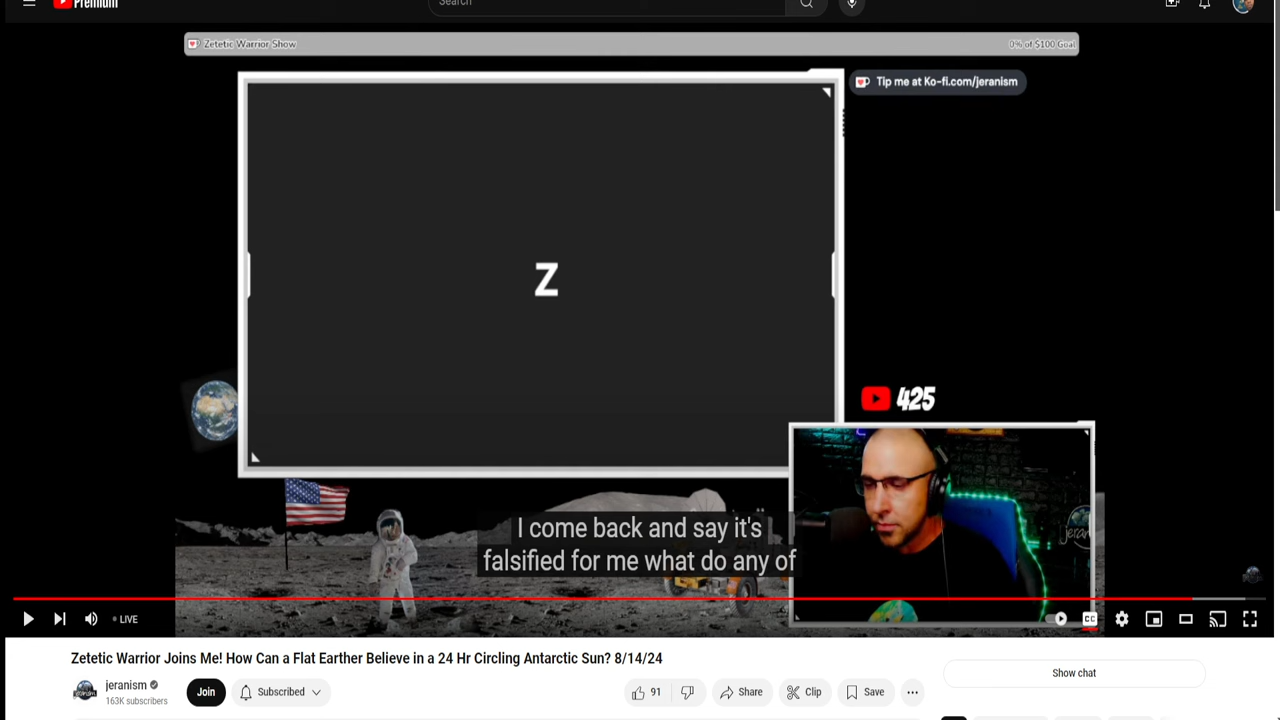 Premium
Search
Zetetic Warrior Show
0% of $100 Goal
Tip me at Ko-fi.com/jeranism
Z
425
I come back and say it's
falsified for me what do any of
LIVE
CC
Zetetic Warrior Joins Me! How Can a Flat Earther Believe in a 24 Hr Circling Antarctic Sun? 8/14/24
jeranism
163K subscribers
Join
Subscribed
91
Share
Clip
Save
Show chat